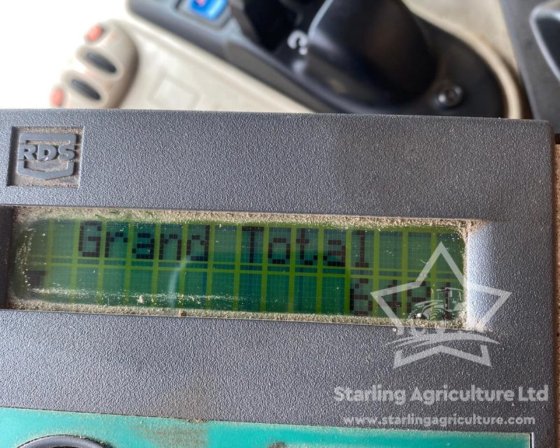 RDS
Grand Total
Starling Agriculture Ltd
www.starlingagriculture.com